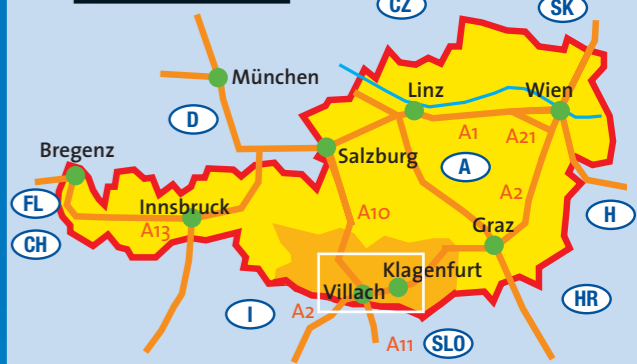 CZ
SK
München
Linz
Wien
D
A1
A21
Bregenz
Salzburg
A
FL
Innsbruck
A10
A2
H
CH
A13
Graz
Klagenfurt
Villach
I
A2
HR
A11
SLO